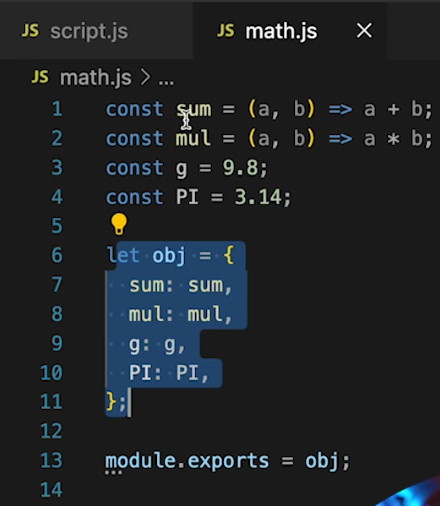 JS script.js JS math.js ×
JS math.js > ...
1 const sum = (a, b) => a + b;
2 const mul = (a, b) => a * b;
3 const g = 9.8;
4 const PI = 3.14;
5
6 let obj = {
7 sum: sum,
8 mul: mul,
9 g: g,
10 PI: PI,
11 };
12
13 module.exports = obj;
14